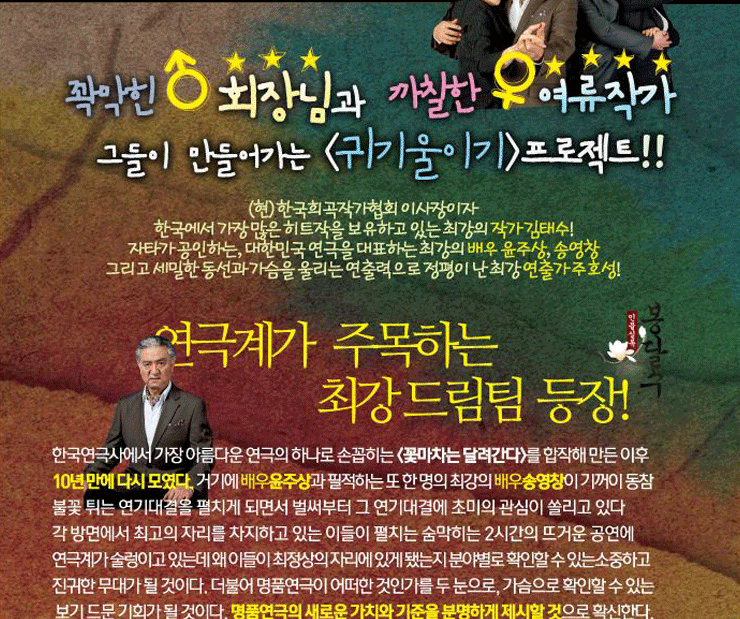 꽉막힌 ♂ 회장님과 까칠한 ♀ 여류작가
그들이 만들어가는 <귀기울이기>프로젝트!!
(현) 한국희곡작가협회 이사장이자
한국에서 가장 많은 히트작을 보유하고 있는 최강의 작가 김태수!
자타가 공인하는, 대한민국 연극을 대표하는 최강의 배우 윤주상, 송영창
그리고 세밀한 동선과 가슴을 울리는 연출력으로 정평이 난 최강 연출가 주호성!
연극계가 주목하는
최강 드림팀 등장!
봉달수
한국연극사에서 가장 아름다운 연극의 하나로 손꼽히는 <꽃마차는 달려간다>를 합작해 만든 이후
10년 만에 다시 모였다. 거기에 배우윤주상과 필적하는 또 한 명의 최강의 배우송영창이 기꺼이 동참
불꽃 튀는 연기대결을 펼치게 되면서 벌써부터 그 연기대결에 초미의 관심이 쏠리고 있다
각 방면에서 최고의 자리를 차지하고 있는 이들이 펼치는 숨막히는 2시간의 뜨거운 공연에
연극계가 술렁이고 있는데 왜 이들이 최정상의 자리에 있게 됐는지 분야별로 확인할 수 있는소중하고
진귀한 무대가 될 것이다. 더불어 명품연극이 어떠한 것인가를 두 눈으로, 가슴으로 확인할 수 있는
보기 드문 기회가 될 것이다. 명품연극의 새로운 가치와 기준을 분명하게 제시할 것으로 확신한다.